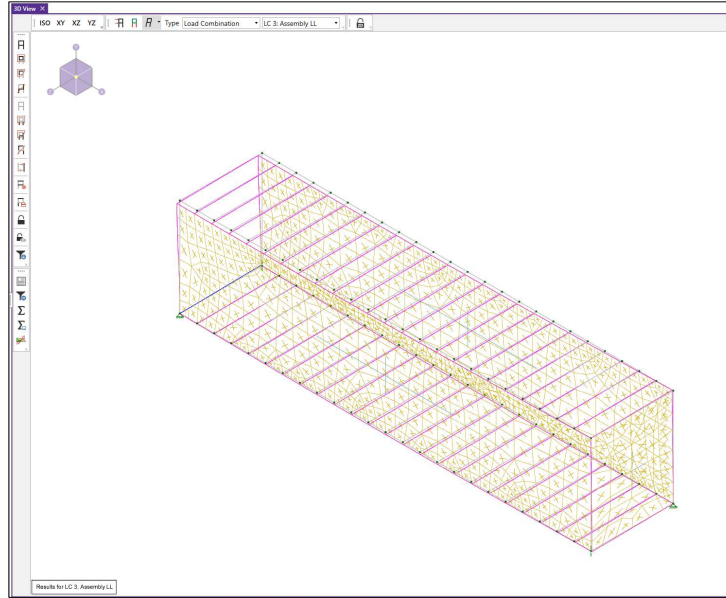 3D View ×
ISO XY XZ YZ Type Load Combination LC 3: Assembly LL
Results for LC 3: Assembly LL